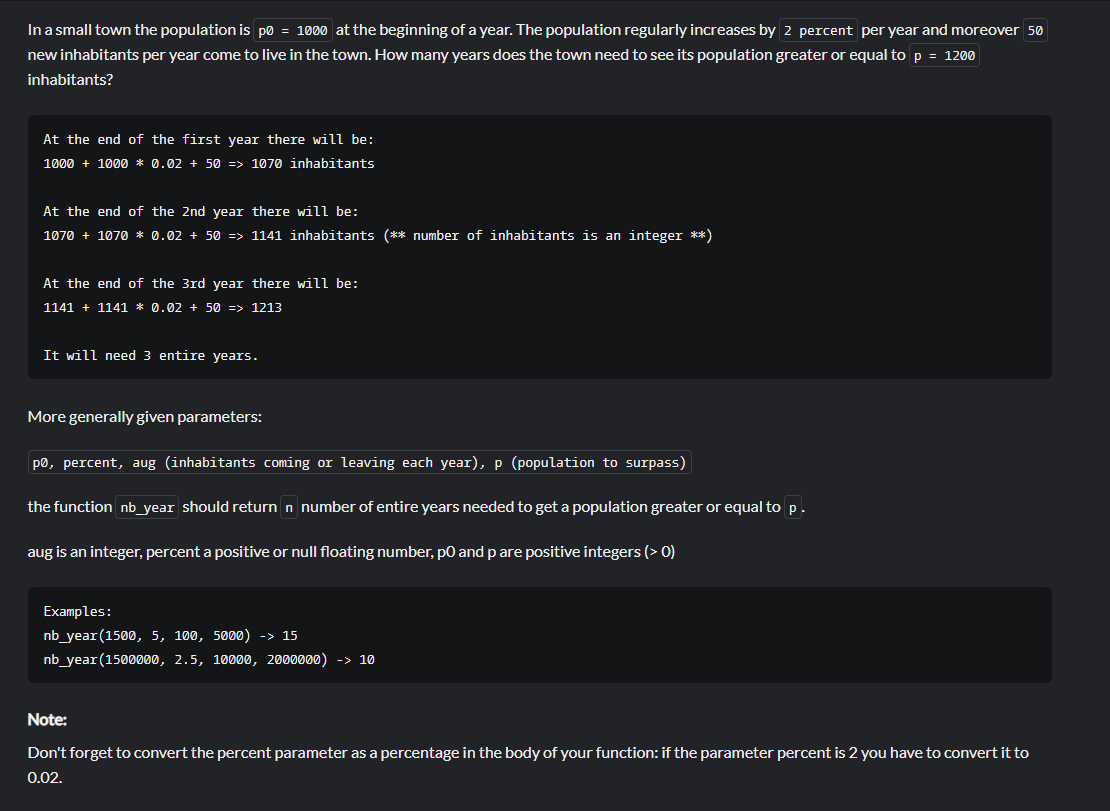 In a small town the population is p0 = 1000 at the beginning of a year. The population regularly increases by 2 percent per year and moreover 50
new inhabitants per year come to live in the town. How many years does the town need to see its population greater or equal to p = 1200
inhabitants?
At the end of the first year there will be:
1000 + 1000 * 0.02 + 50 => 1070 inhabitants
At the end of the 2nd year there will be:
1070 + 1070 * 0.02 + 50 => 1141 inhabitants (** number of inhabitants is an integer **)
At the end of the 3rd year there will be:
1141 + 1141 * 0.02 + 50 => 1213
It will need 3 entire years.
More generally given parameters:
p0, percent, aug (inhabitants coming or leaving each year), p (population to surpass)
the function nb_year should return n number of entire years needed to get a population greater or equal to p.
aug is an integer, percent a positive or null floating number, p0 and p are positive integers (> 0)
Examples:
nb_year(1500, 5, 100, 5000) -> 15
nb_year(1500000, 2.5, 10000, 2000000) -> 10
Note:
Don't forget to convert the percent parameter as a percentage in the body of your function: if the parameter percent is 2 you have to convert it to
0.02.